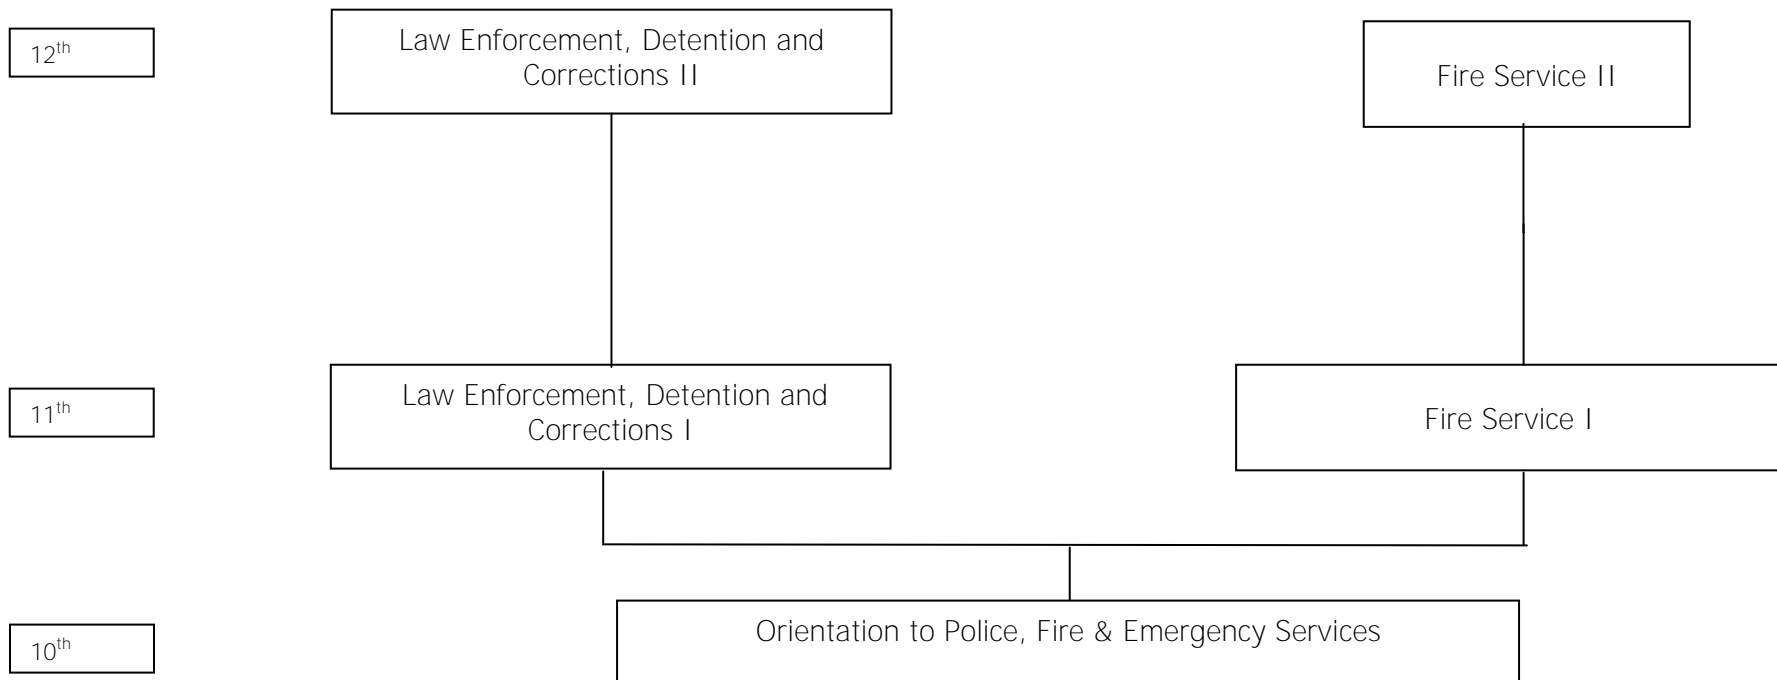 12th
Law Enforcement, Detention and
Corrections II
Fire Service II
11th
Law Enforcement, Detention and
Corrections I
Fire Service I
10th
Orientation to Police, Fire & Emergency Services